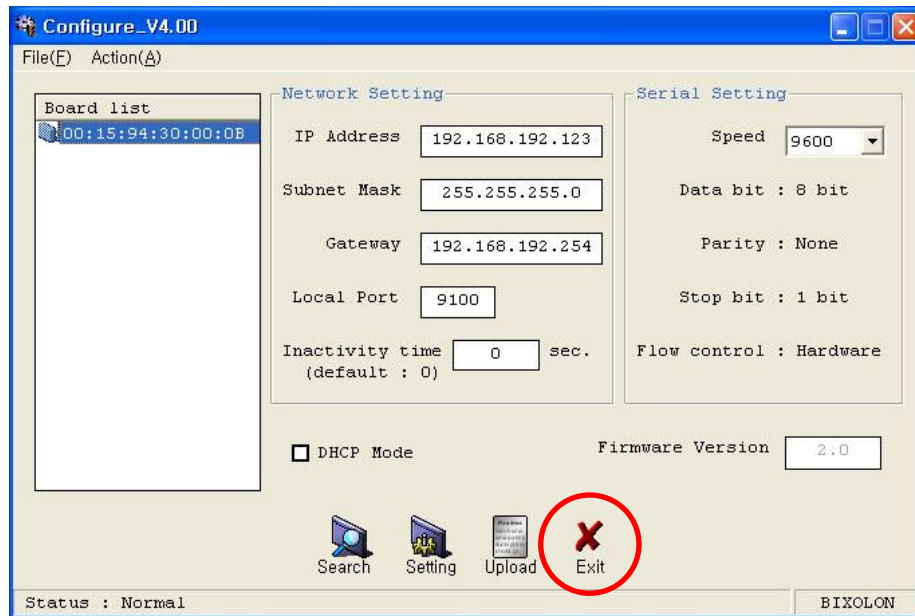 Configure_V4.00
File(F) Action(A)
Board list
00:15:94:30:00:0B
Network Setting
IP Address 192.168.192.123
Subnet Mask 255.255.255.0
Gateway 192.168.192.254
Local Port 9100
Inactivity time 0 sec.
(default : 0)
Serial Setting
Speed 9600
Data bit : 8 bit
Parity : None
Stop bit : 1 bit
Flow control : Hardware
DHCP Mode
Firmware Version 2.0
Search Setting Upload Exit
Status : Normal BIXOLON